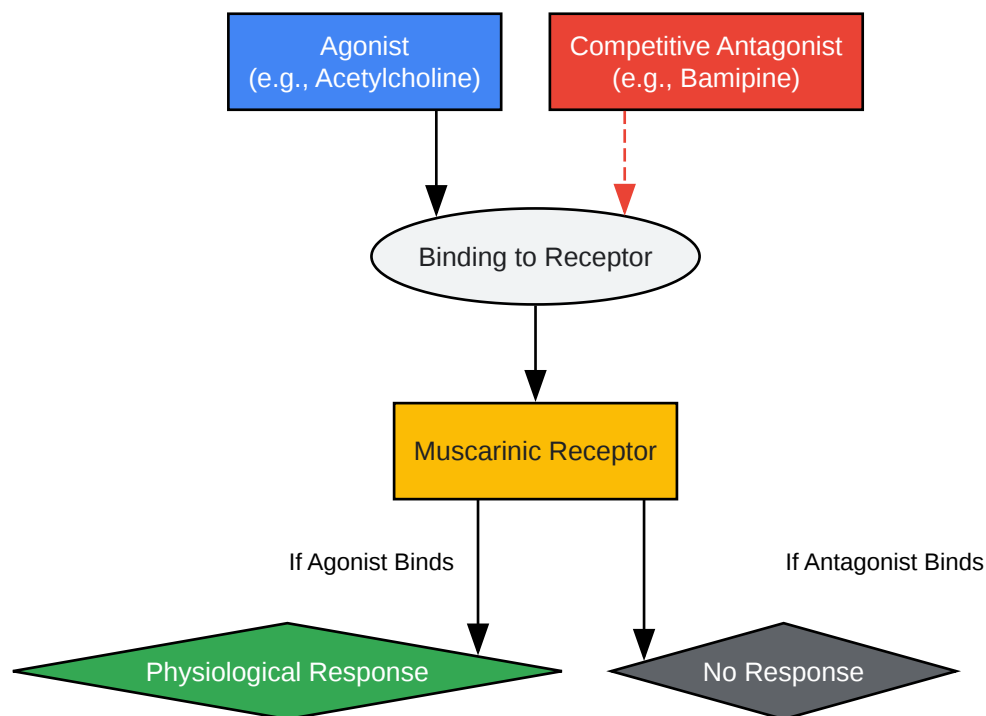 Agonist
(e.g., Acetylcholine)
Competitive Antagonist
(e.g., Bamipine)
Binding to Receptor
Muscarinic Receptor
If Agonist Binds
If Antagonist Binds
Physiological Response
No Response